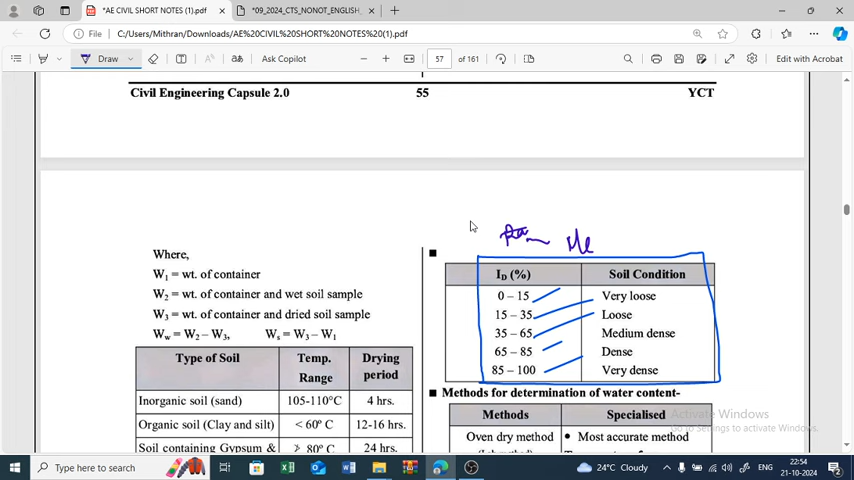 *AE CIVIL SHORT NOTES (1).pdf
*09_2024_CTS_NONOT_ENGLISH_
File
C:/Users/Mithran/Downloads/AE%20CIVIL%20SHORT%20NOTES%20(1).pdf
Draw
Ask Copilot
57 of 161
Edit with Acrobat
Civil Engineering Capsule 2.0
55
YCT
Where,
W1 = wt. of container
W2 = wt. of container and wet soil sample
W3 = wt. of container and dried soil sample
Ww = W2 – W3, Ws = W3 – W1
Type of Soil Temp. Range Drying period
Inorganic soil (sand) 105-110°C 4 hrs.
Organic soil (Clay and silt) < 60° C 12-16 hrs.
Soil containing Gypsum & 80° C 24 hrs.
Me
ID (%) Soil Condition
0 – 15 Very loose
15 – 35 Loose
35 – 65 Medium dense
65 – 85 Dense
85 – 100 Very dense
■ Methods for determination of water content-
Methods Specialised
Oven dry method • Most accurate method
Activate Windows
Go to Settings to activate Windows.
Type here to search
24°C Cloudy
ENG
22:54
21-10-2024